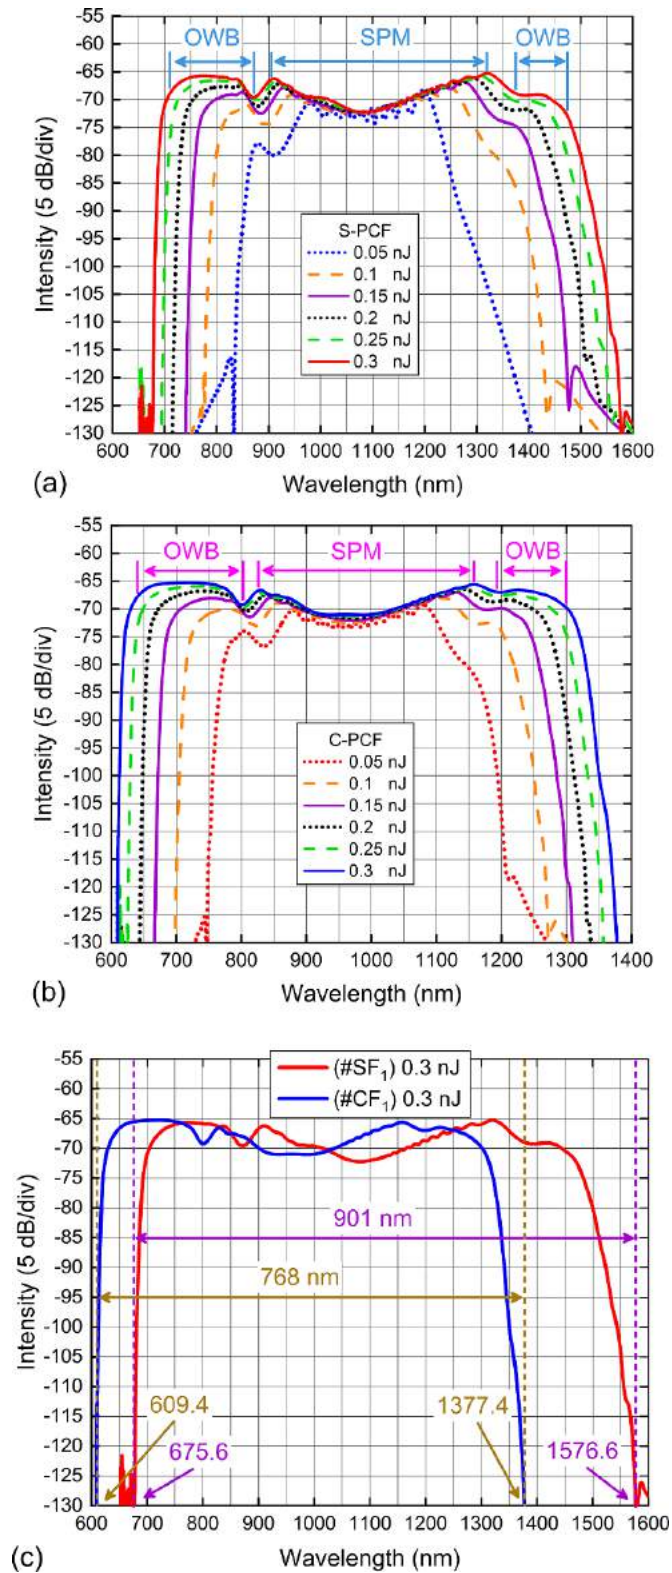 -55
OWB SPM OWB
-60
-65
-70
-75
-80
-85
-90
-95
-100
-105
-110
-115
-120
-125
-130
Intensity (5 dB/div)
S-PCF
0.05 nJ
0.1 nJ
0.15 nJ
0.2 nJ
0.25 nJ
0.3 nJ
600 700 800 900 1000 1100 1200 1300 1400 1500 1600
Wavelength (nm)
(a)
-55
OWB SPM OWB
-60
-65
-70
-75
-80
-85
-90
-95
-100
-105
-110
-115
-120
-125
-130
Intensity (5 dB/div)
C-PCF
0.05 nJ
0.1 nJ
0.15 nJ
0.2 nJ
0.25 nJ
0.3 nJ
600 700 800 900 1000 1100 1200 1300 1400
Wavelength (nm)
(b)
-55
-60
-65
-70
-75
-80
-85
-90
-95
-100
-105
-110
-115
-120
-125
-130
Intensity (5 dB/div)
(#SF1) 0.3 nJ
(#CF1) 0.3 nJ
901 nm
768 nm
609.4 1377.4
675.6 1576.6
600 700 800 900 1000 1100 1200 1300 1400 1500 1600
Wavelength (nm)
(c)